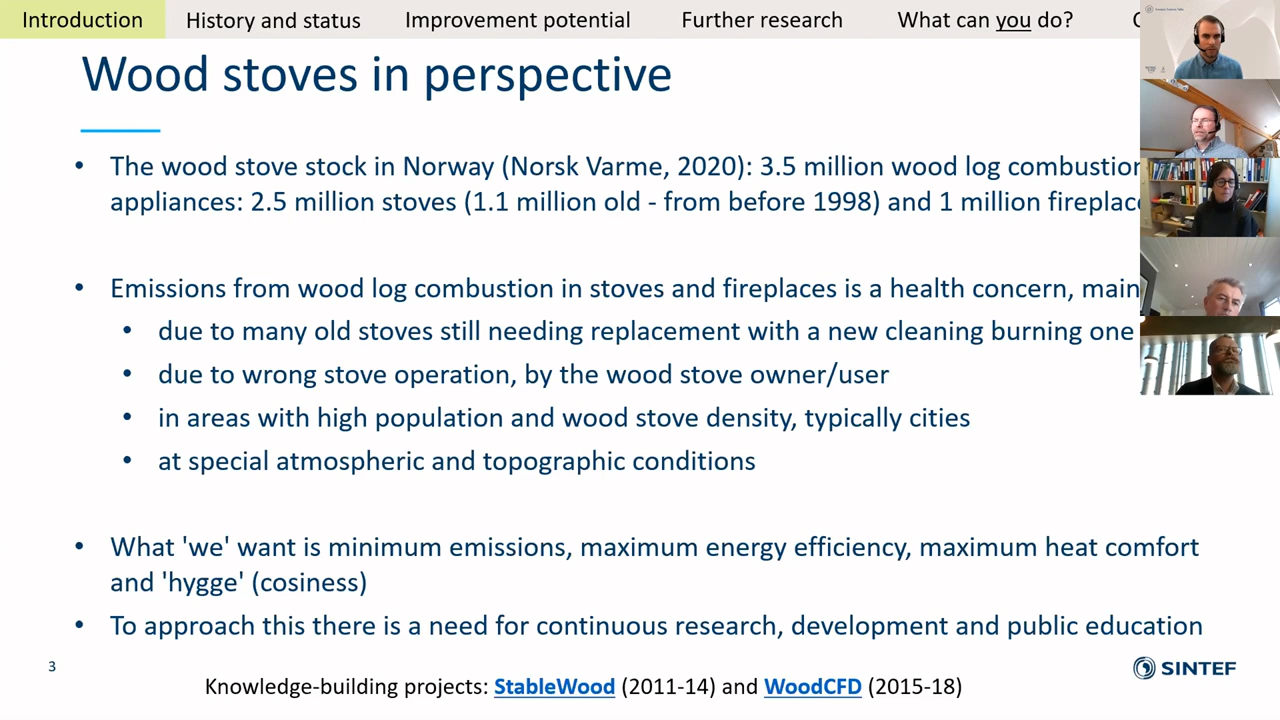 Introduction History and status Improvement potential Further research What can you do?
Wood stoves in perspective
• The wood stove stock in Norway (Norsk Varme, 2020): 3.5 million wood log combustion
appliances: 2.5 million stoves (1.1 million old - from before 1998) and 1 million fireplac
• Emissions from wood log combustion in stoves and fireplaces is a health concern, main
• due to many old stoves still needing replacement with a new cleaning burning one
• due to wrong stove operation, by the wood stove owner/user
• in areas with high population and wood stove density, typically cities
• at special atmospheric and topographic conditions
• What 'we' want is minimum emissions, maximum energy efficiency, maximum heat comfort
and 'hygge' (cosiness)
• To approach this there is a need for continuous research, development and public education
3
SINTEF
Knowledge-building projects: StableWood (2011-14) and WoodCFD (2015-18)